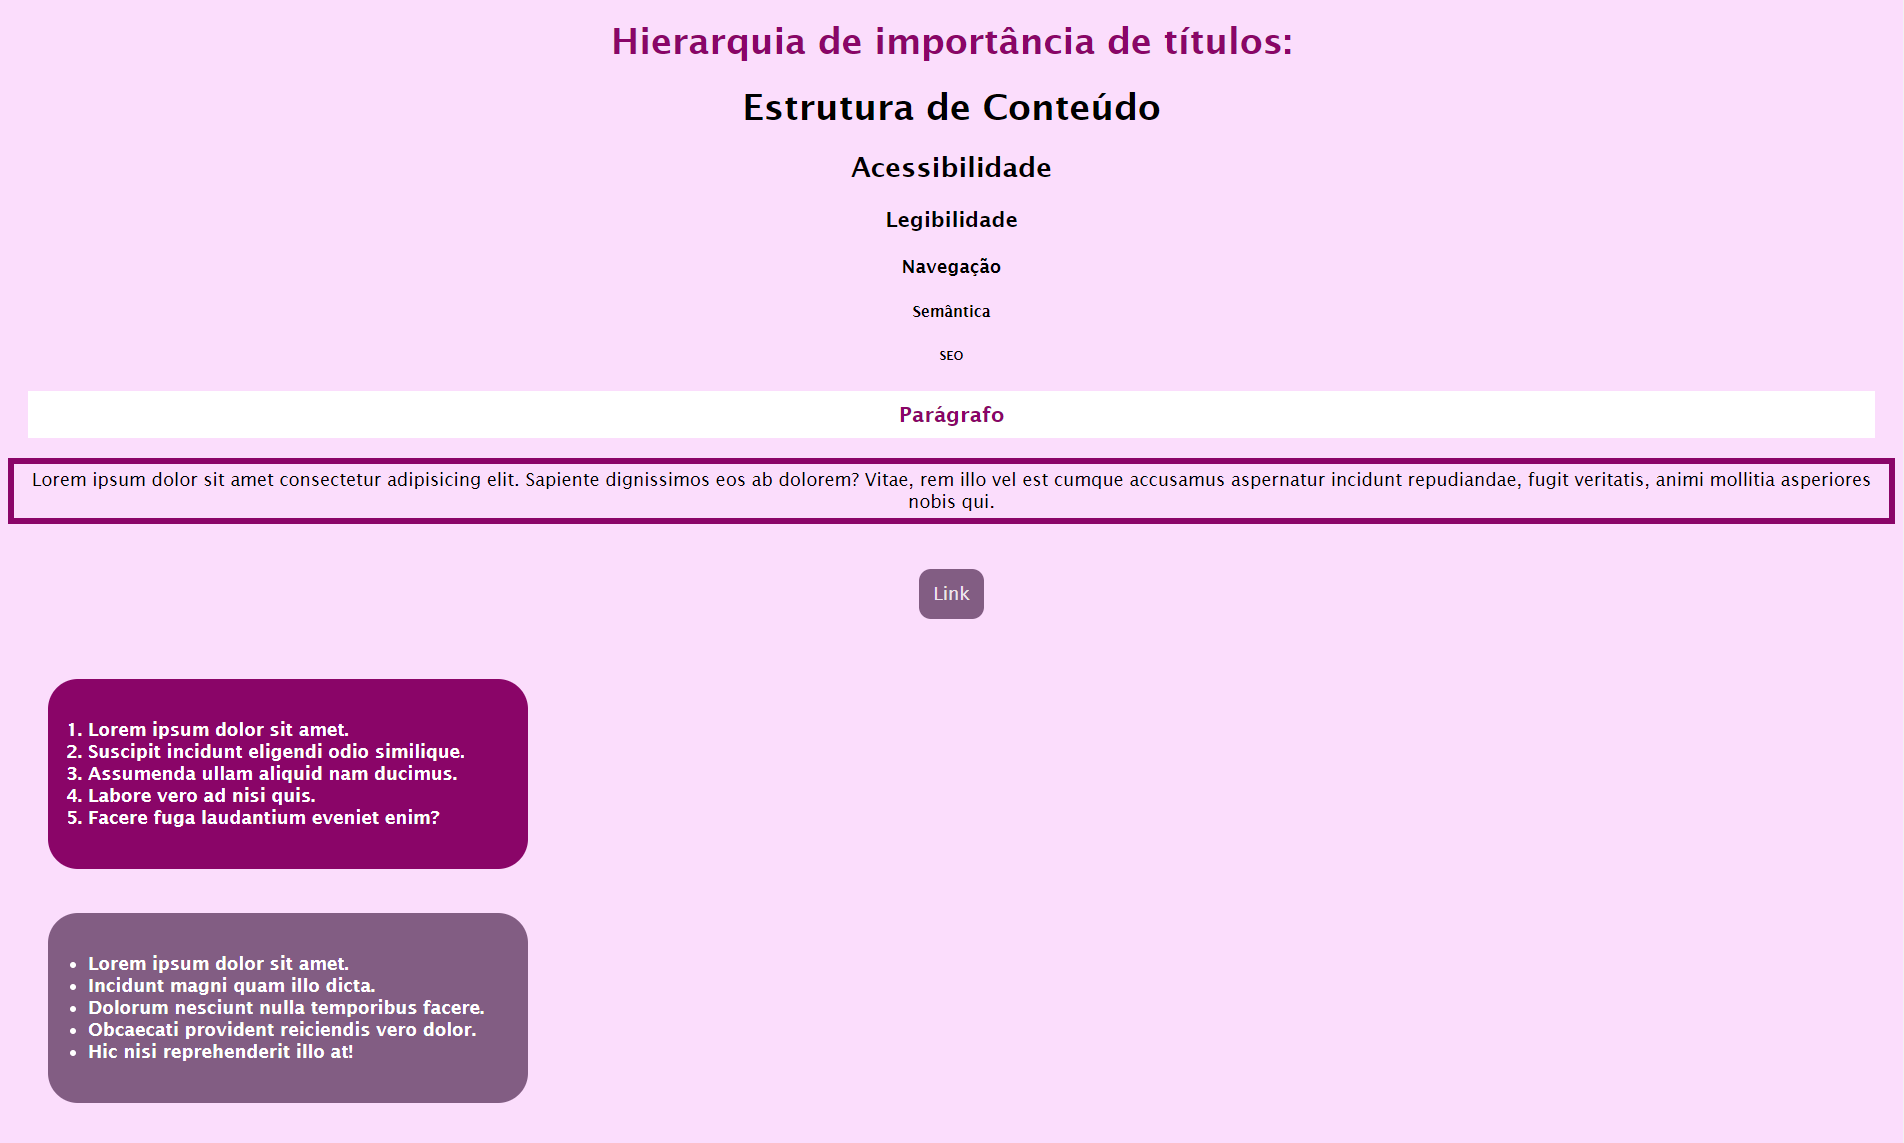 Hierarquia de importância de títulos:
Estrutura de Conteúdo
Acessibilidade
Legibilidade
Navegação
Semântica
SEO
Parágrafo
Lorem ipsum dolor sit amet consectetur adipisicing elit. Sapiente dignissimos eos ab dolorem? Vitae, rem illo vel est cumque accusamus aspernatur incidunt repudiandae, fugit veritatis, animi mollitia asperiores
nobis qui.
Link
1. Lorem ipsum dolor sit amet.
2. Suscipit incidunt eligendi odio similique.
3. Assumenda ullam aliquid nam ducimus.
4. Labore vero ad nisi quis.
5. Facere fuga laudantium eveniet enim?
• Lorem ipsum dolor sit amet.
• Incidunt magni quam illo dicta.
• Dolorum nesciunt nulla temporibus facere.
• Obcaecati provident reiciendis vero dolor.
• Hic nisi reprehenderit illo at!